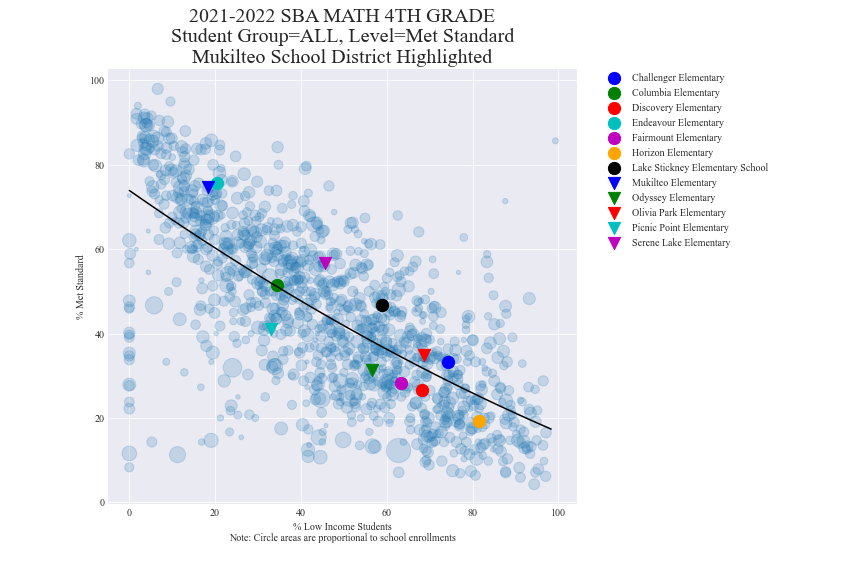 2021-2022 SBA MATH 4TH GRADE
Student Group=ALL, Level=Met Standard
Mukilteo School District Highlighted
100
80
60
40
20
0
% Met Standard
0 20 40 60 80 100
% Low Income Students
Note: Circle areas are proportional to school enrollments
Challenger Elementary
Columbia Elementary
Discovery Elementary
Endeavour Elementary
Fairmount Elementary
Horizon Elementary
Lake Stickney Elementary School
Mukilteo Elementary
Odyssey Elementary
Olivia Park Elementary
Picnic Point Elementary
Serene Lake Elementary